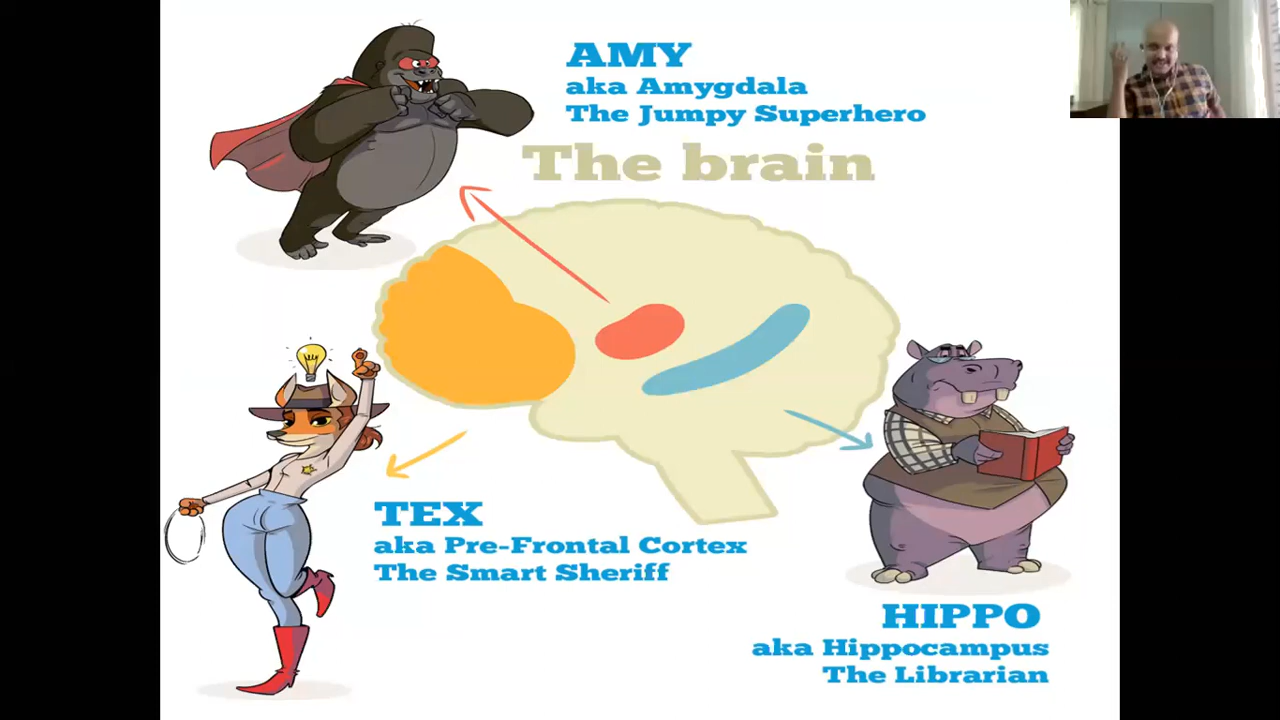 AMY
aka Amygdala
The Jumpy Superhero
The brain
TEX
aka Pre-Frontal Cortex
The Smart Sheriff
HIPPO
aka Hippocampus
The Librarian